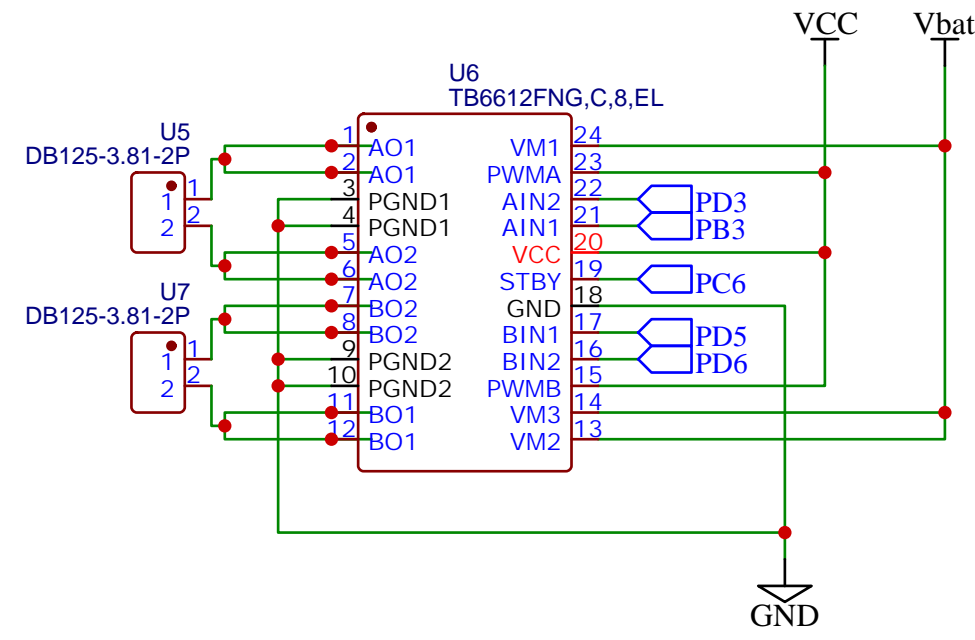 VCC Vbat
U6
TB6612FNG,C,8,EL
U5
DB125-3.81-2P
1 1
2 2
U7
DB125-3.81-2P
1 1
2 2
1 AO1 VM1 24
2 AO1 PWMA 23
3 PGND1 AIN2 22 PD3
4 PGND1 AIN1 21 PB3
5 AO2 VCC 20
6 AO2 STBY 19 PC6
7 BO2 GND 18
8 BO2 BIN1 17 PD5
9 PGND2 BIN2 16 PD6
10 PGND2 PWMB 15
11 BO1 VM3 14
12 BO1 VM2 13
GND